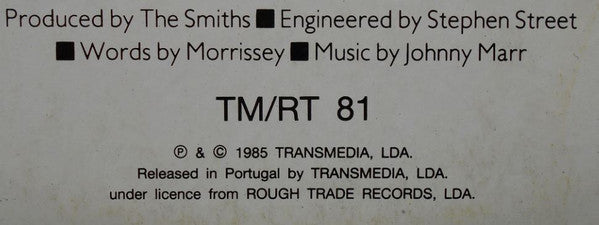 Produced by The Smiths ■ Engineered by Stephen Street
■ Words by Morrissey ■ Music by Johnny Marr
TM/RT 81
℗ & © 1985 TRANSMEDIA, LDA.
Released in Portugal by TRANSMEDIA, LDA.
under licence from ROUGH TRADE RECORDS, LDA.